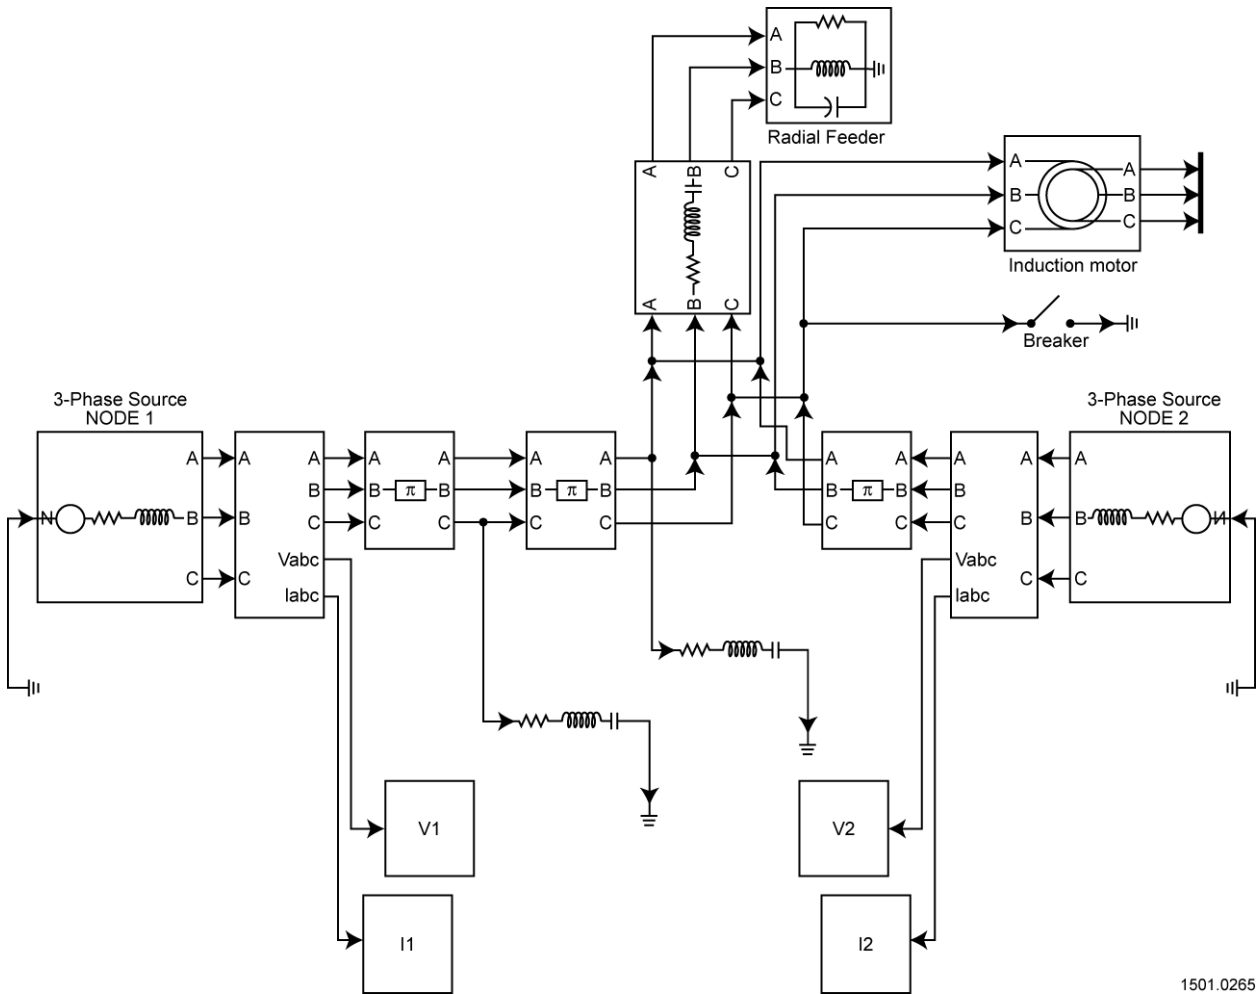 A
B
C
Radial Feeder
A B C
A A
B B
C C
Induction motor
A B C
Breaker
3-Phase Source
NODE 1
3-Phase Source
NODE 2
A A A A A A A A A A A A
B B π B B π B B π B B
C C C C C C C C
N B B B B N
C C C C
Vabc Vabc
Iabc Iabc
V1 V2
I1 I2
1501.0265